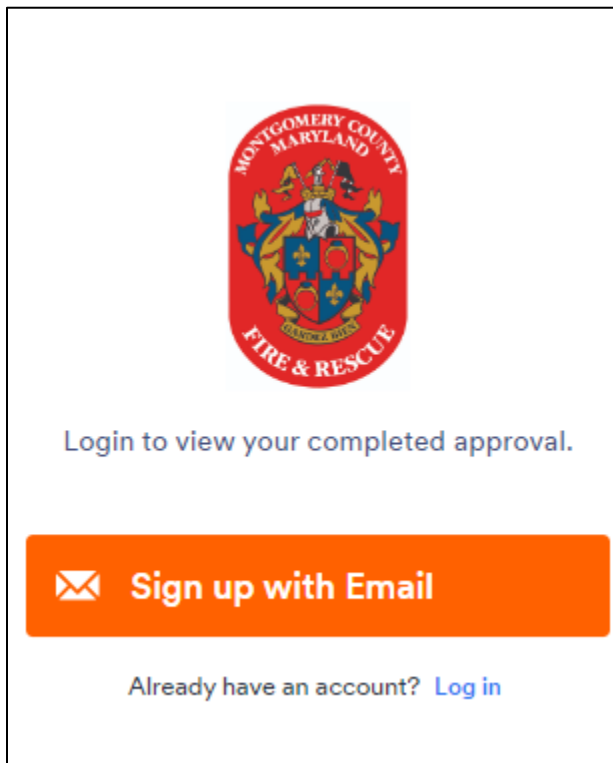 MONTGOMERY COUNTY
MARYLAND
GARDEZ BIEN
FIRE & RESCUE
Login to view your completed approval.
Sign up with Email
Already have an account? Log in